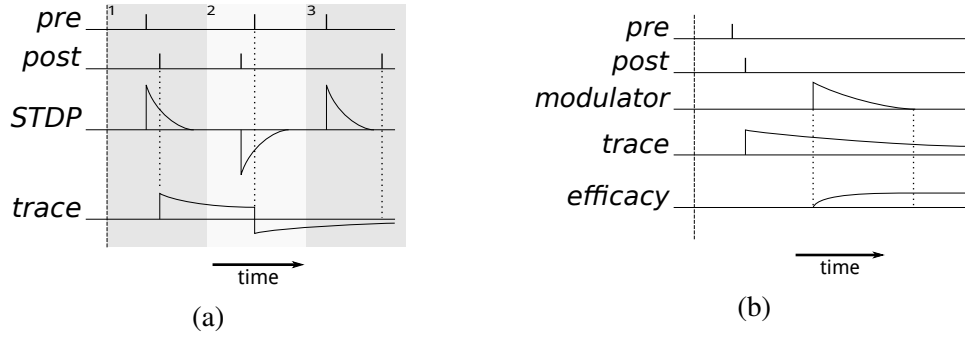 1 2 3
pre
post
STDP
trace
time
(a)
pre
post
modulator
trace
efficacy
time
(b)